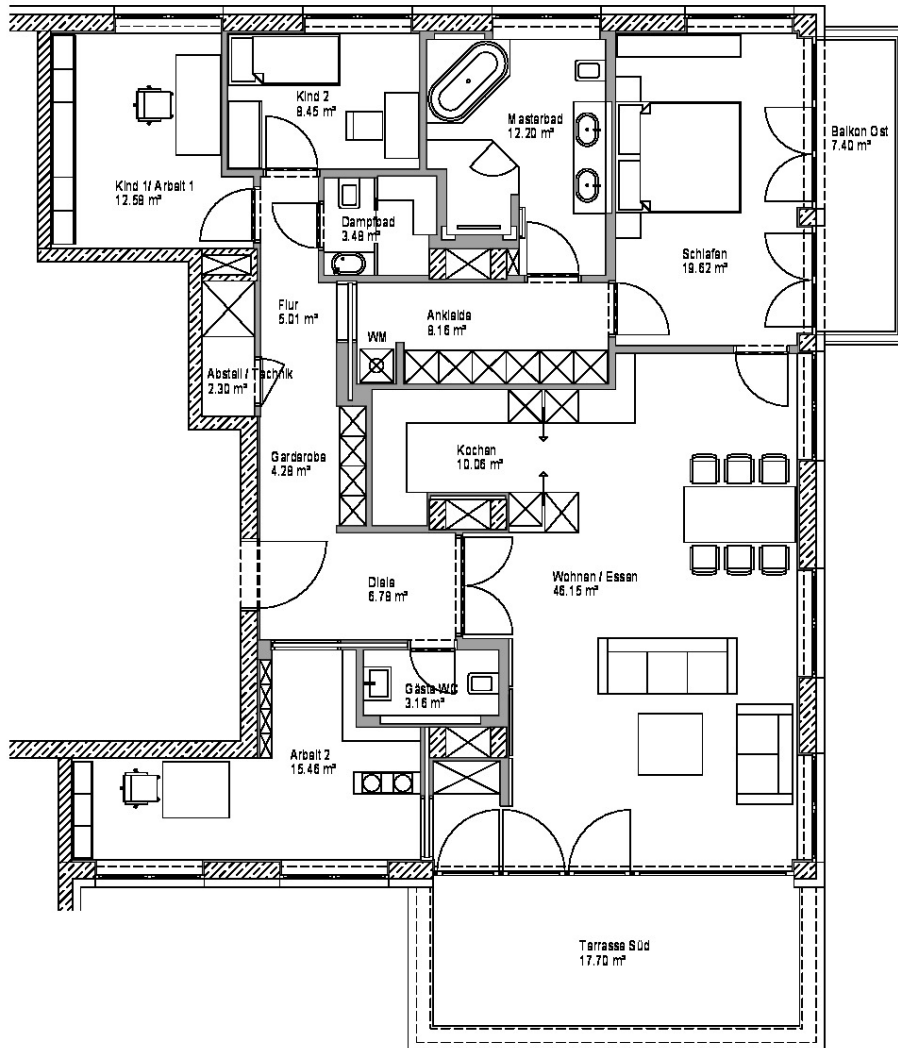 Kind 2
8.45 m²
Masterbad
12.20 m²
Balkon Ost
7.40 m²
Kind 1/ Arbeit 1
12.58 m²
Dampfbad
3.48 m²
Schlafen
19.62 m²
Flur
5.01 m²
Ankleide
8.16 m²
WM
Abstell / Technik
2.30 m²
Garderobe
4.28 m²
Kochen
10.06 m²
Diele
6.78 m²
Wohnen / Essen
46.15 m²
Gäste WC
3.16 m²
Arbeit 2
15.46 m²
Terrasse Süd
17.70 m²